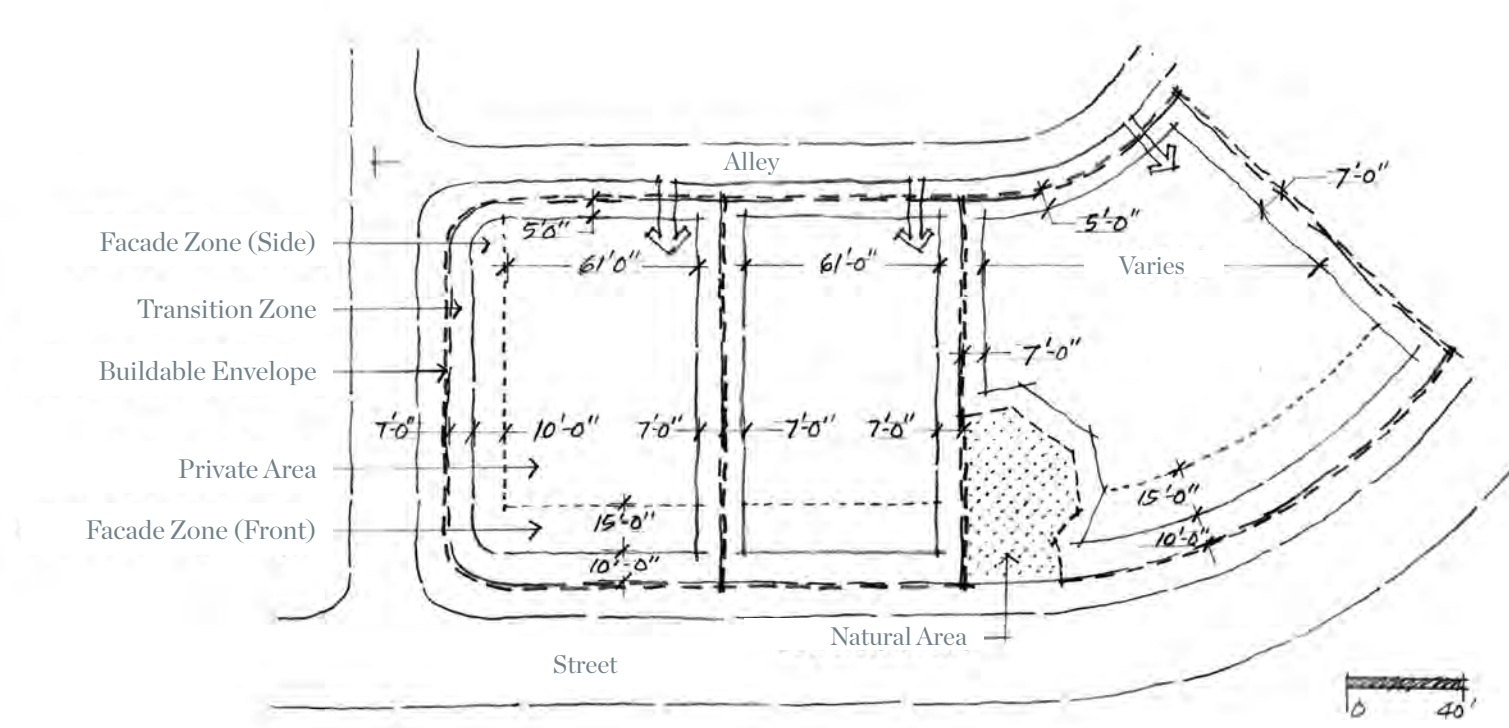 Alley
7'-0"
5'-0"
5'0"
Facade Zone (Side)
61'0"
61'-0"
Varies
Transition Zone
7'-0"
Buildable Envelope
7'-0"
10'-0"
7'-0"
7'-0"
7'-0"
Private Area
15'-0"
15'-0"
Facade Zone (Front)
10'-0"
10'-0"
Natural Area
Street
0 40'